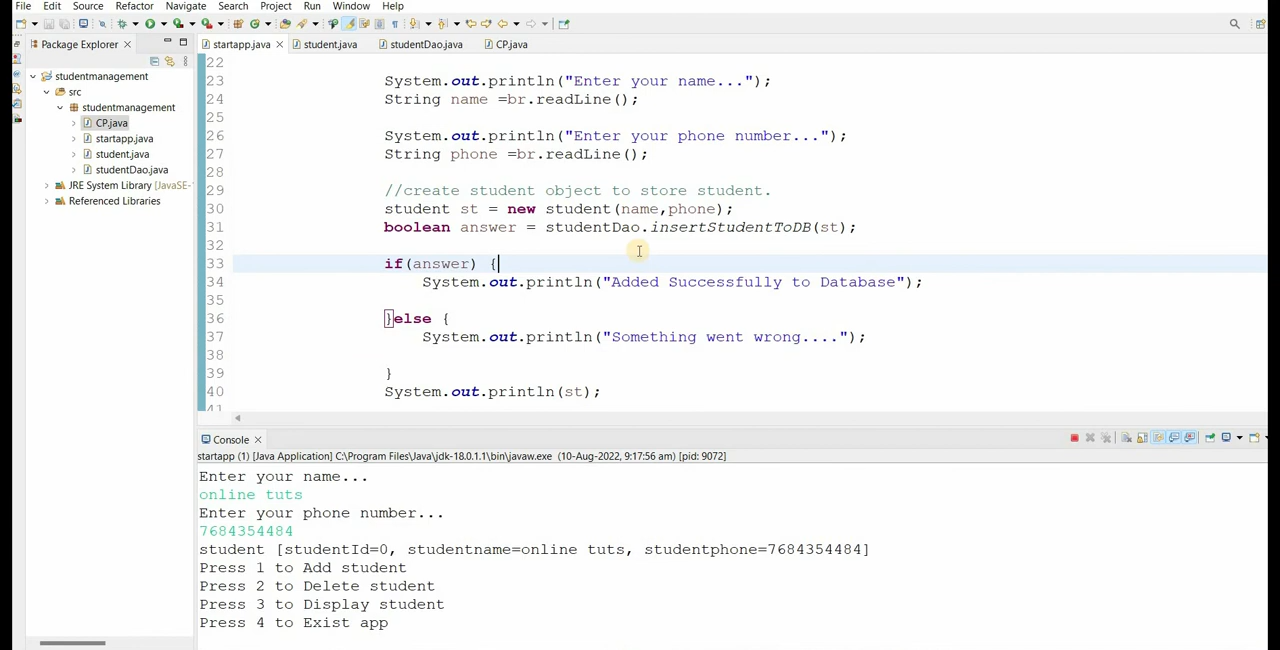 File Edit Source Refactor Navigate Search Project Run Window Help
Package Explorer
startapp.java student.java studentDao.java CP.java
studentmanagement
src
studentmanagement
CP.java
startapp.java
student.java
studentDao.java
JRE System Library [JavaSE-
Referenced Libraries
22
23 System.out.println("Enter your name...");
24 String name =br.readLine();
25
26 System.out.println("Enter your phone number...");
27 String phone =br.readLine();
28
29 //create student object to store student.
30 student st = new student(name,phone);
31 boolean answer = studentDao.insertStudentToDB(st);
32
33 if(answer) {
34 System.out.println("Added Successfully to Database");
35
36 }else {
37 System.out.println("Something went wrong....");
38
39 }
40 System.out.println(st);
41
Console
startapp (1) [Java Application] C:\Program Files\Java\jdk-18.0.1.1\bin\javaw.exe (10-Aug-2022, 9:17:56 am) [pid: 9072]
Enter your name...
online tuts
Enter your phone number...
7684354484
student [studentId=0, studentname=online tuts, studentphone=7684354484]
Press 1 to Add student
Press 2 to Delete student
Press 3 to Display student
Press 4 to Exist app